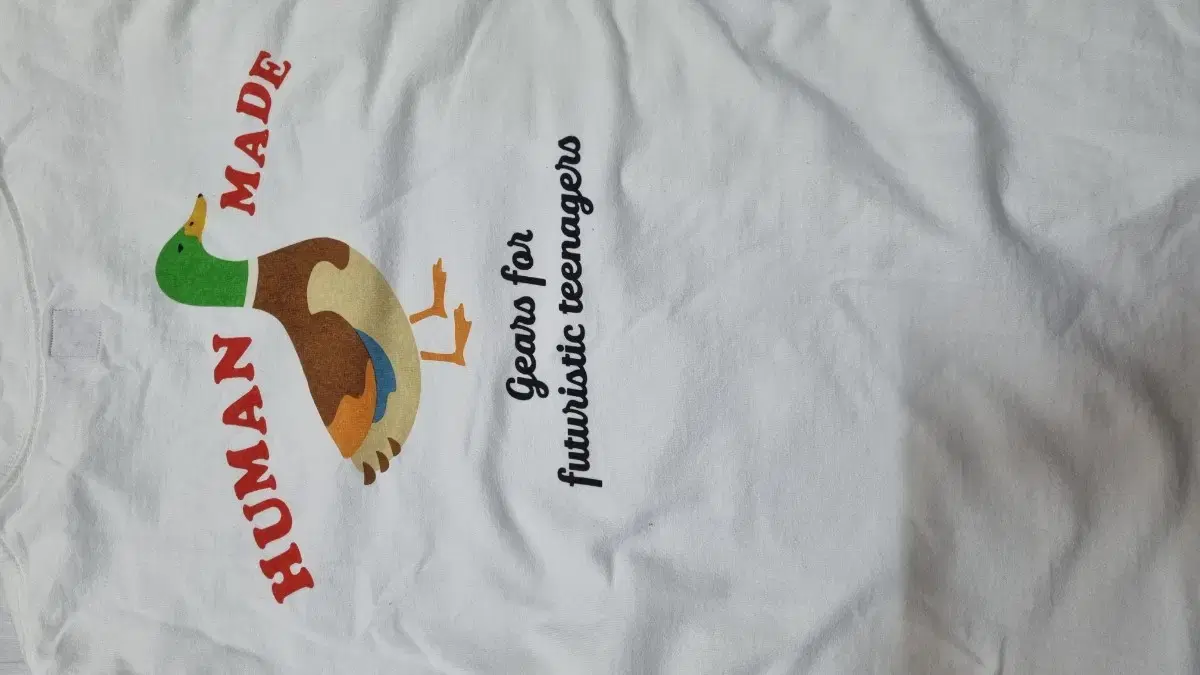 HUMAN MADE
Gears for
futuristic teenagers